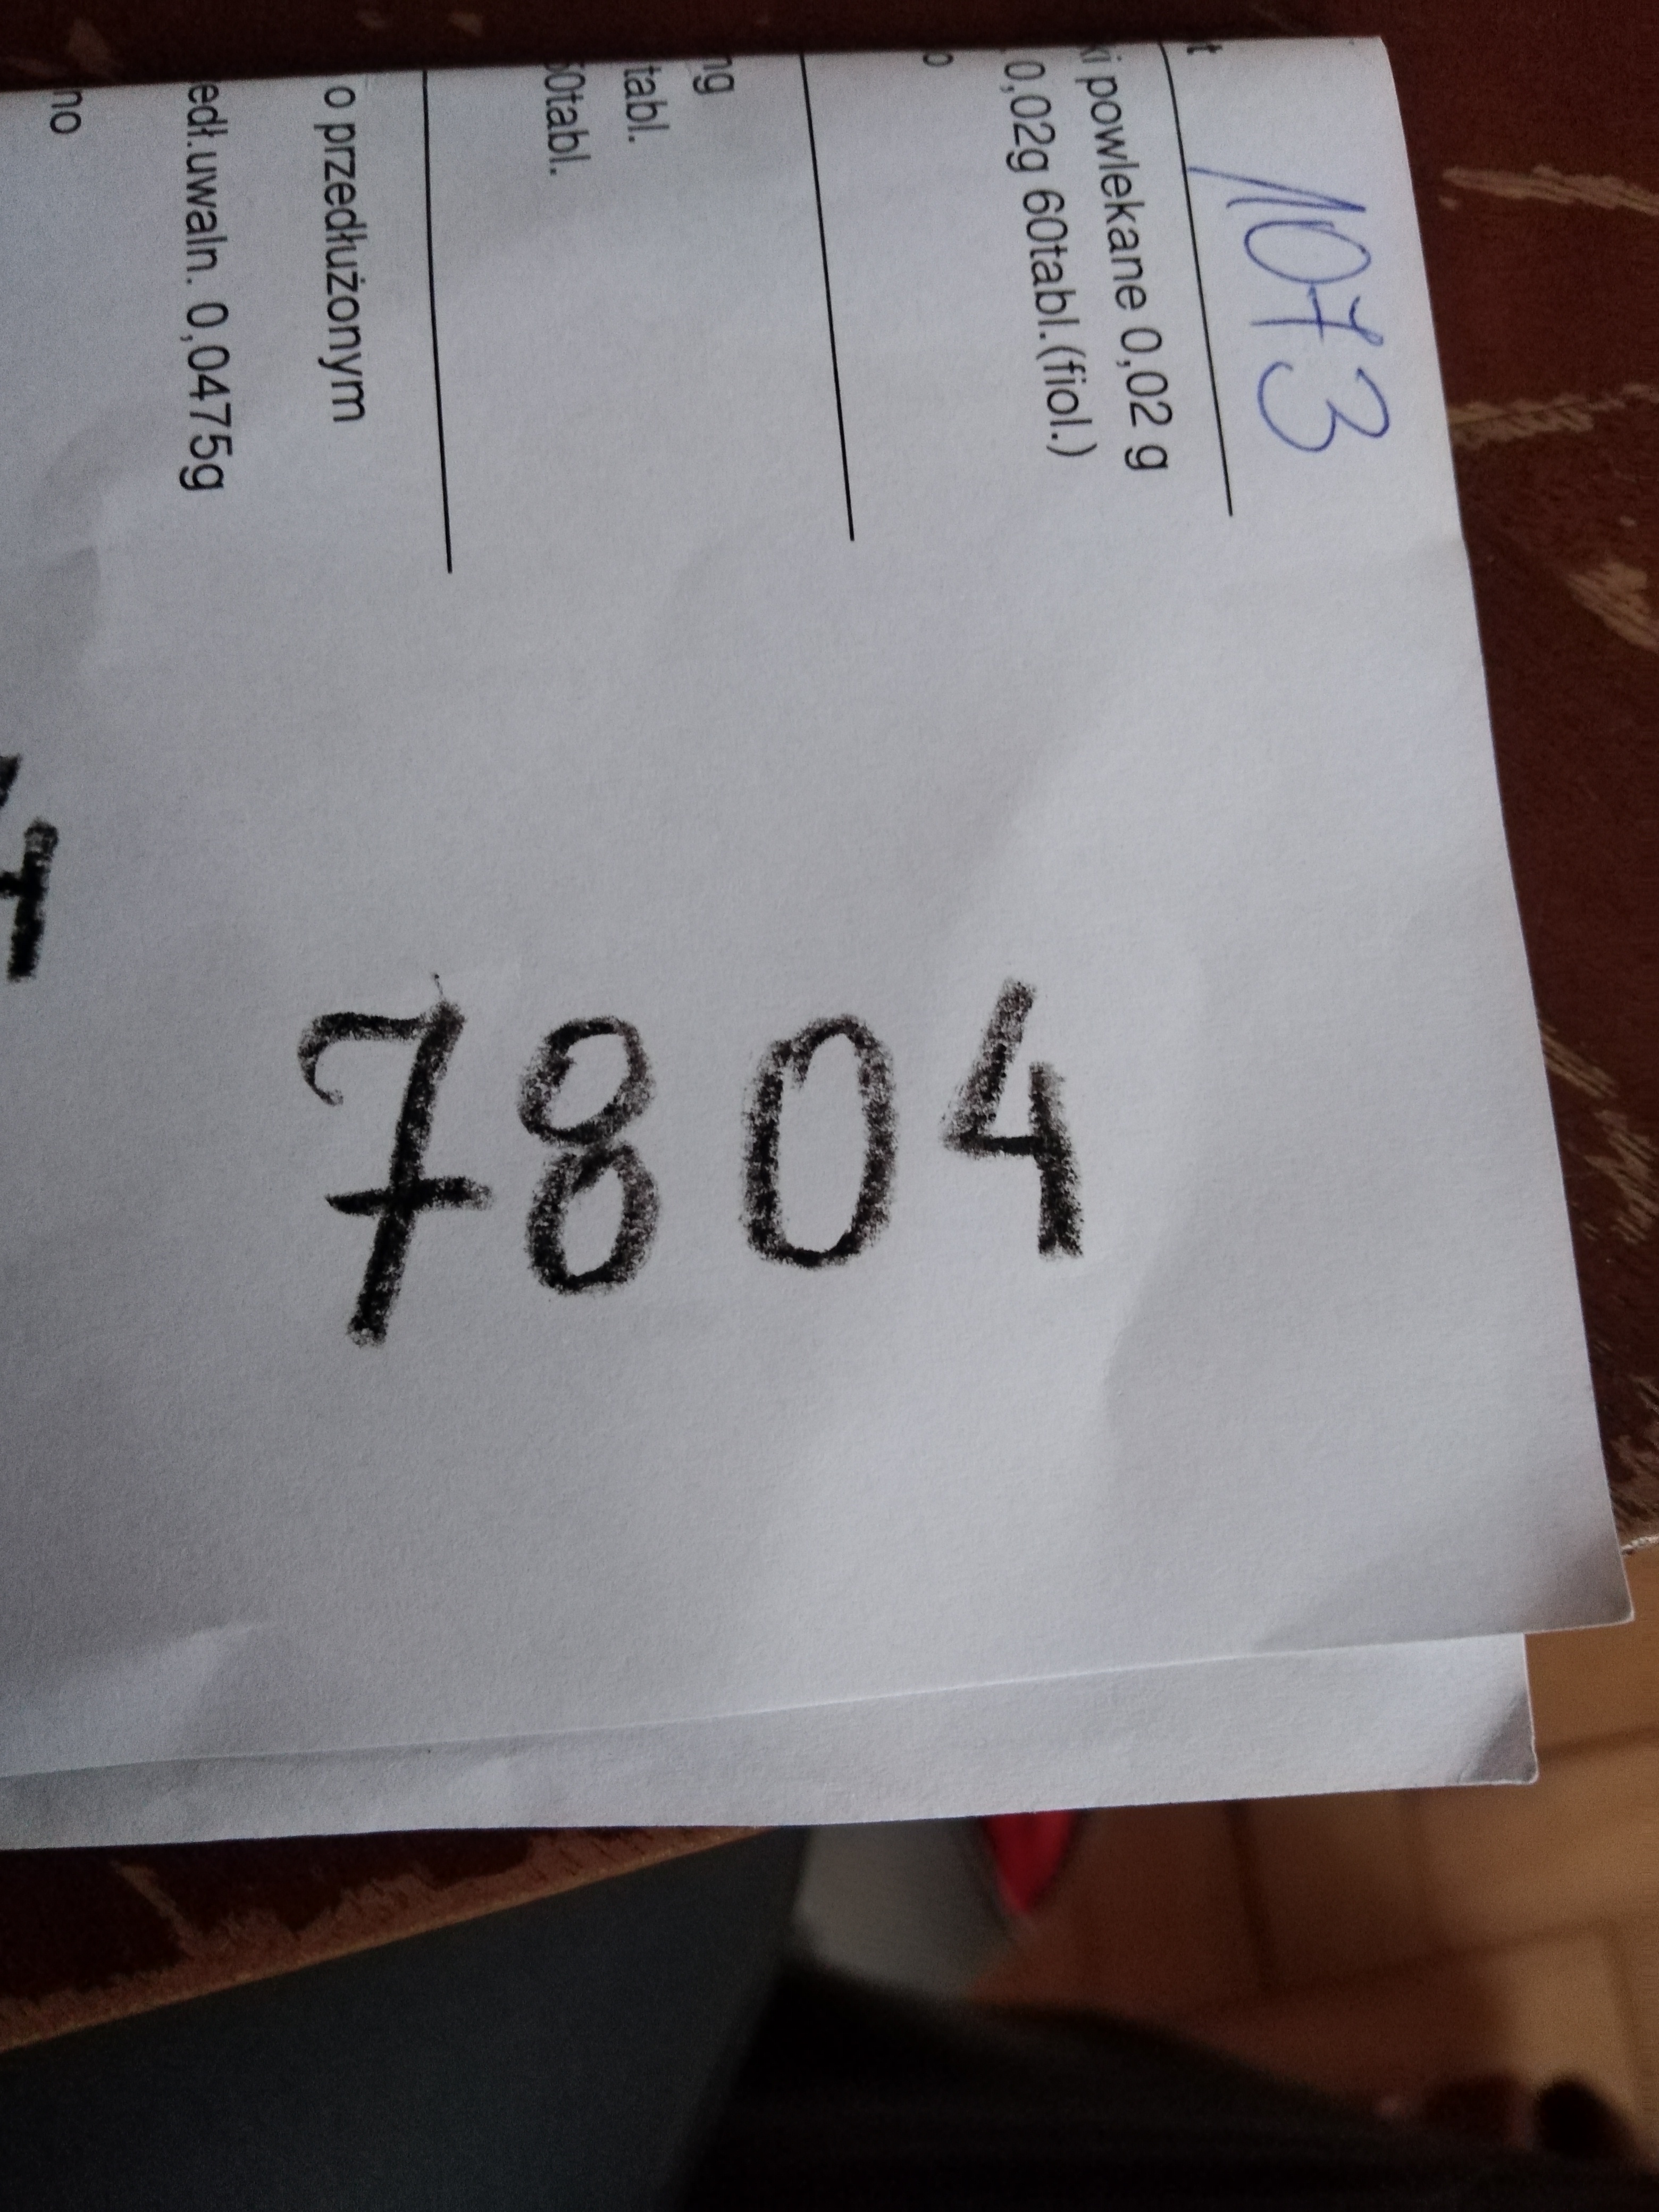 1073
t
ki powlekane 0,02 g
0,02g 60tabl.(fiol.)
o
ng
tabl.
60tabl.
o przedłużonym
edł.uwaln. 0,0475g
no
7804